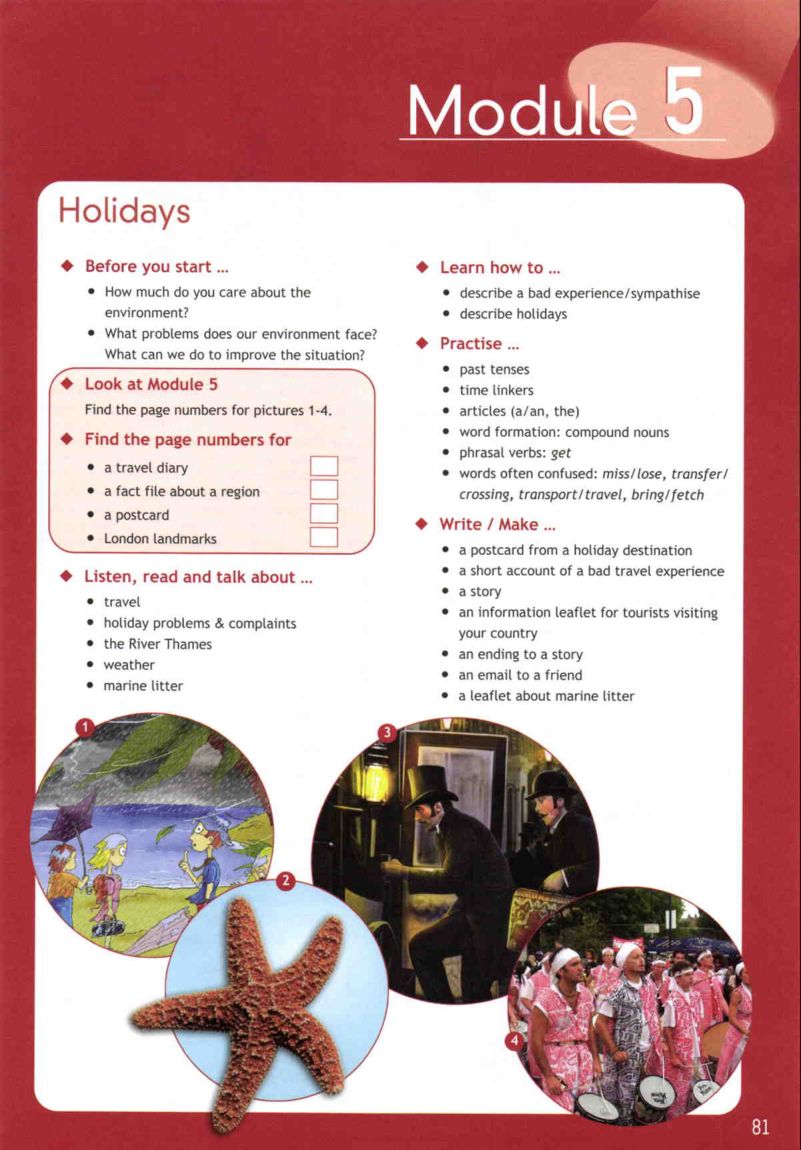 Module 5
Holidays
◆ Before you start ...
• How much do you care about the
environment?
• What problems does our environment face?
What can we do to improve the situation?
◆ Look at Module 5
Find the page numbers for pictures 1-4.
◆ Find the page numbers for
• a travel diary
• a fact file about a region
• a postcard
• London landmarks
◆ Listen, read and talk about ...
• travel
• holiday problems & complaints
• the River Thames
• weather
• marine litter
◆ Learn how to ...
• describe a bad experience/sympathise
• describe holidays
◆ Practise ...
• past tenses
• time linkers
• articles (a/an, the)
• word formation: compound nouns
• phrasal verbs: get
• words often confused: miss/lose, transfer/
crossing, transport/travel, bring/fetch
◆ Write / Make ...
• a postcard from a holiday destination
• a short account of a bad travel experience
• a story
• an information leaflet for tourists visiting
your country
• an ending to a story
• an email to a friend
• a leaflet about marine litter
1
2
3
4
81